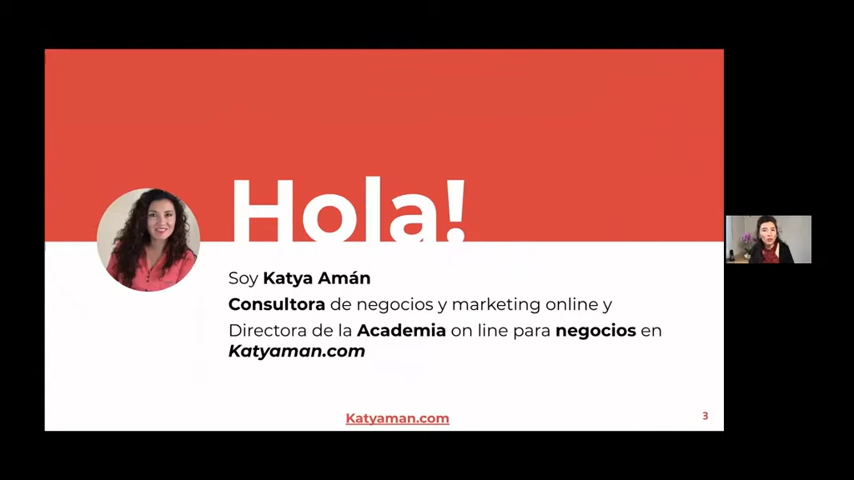 Hola!
Soy Katya Amán
Consultora de negocios y marketing online y
Directora de la Academia on line para negocios en
Katyaman.com
Katyaman.com
3